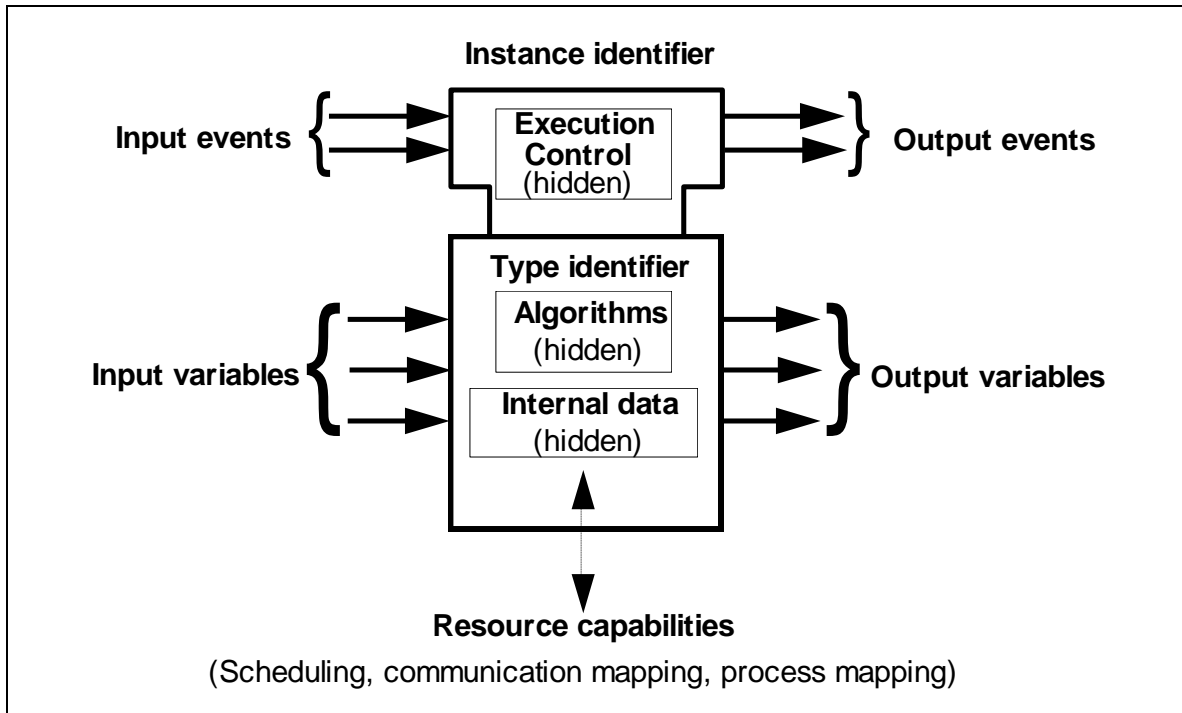 Instance identifier
Input events
Execution
Control
(hidden)
Output events
Type identifier
Algorithms
(hidden)
Input variables
Output variables
Internal data
(hidden)
Resource capabilities
(Scheduling, communication mapping, process mapping)